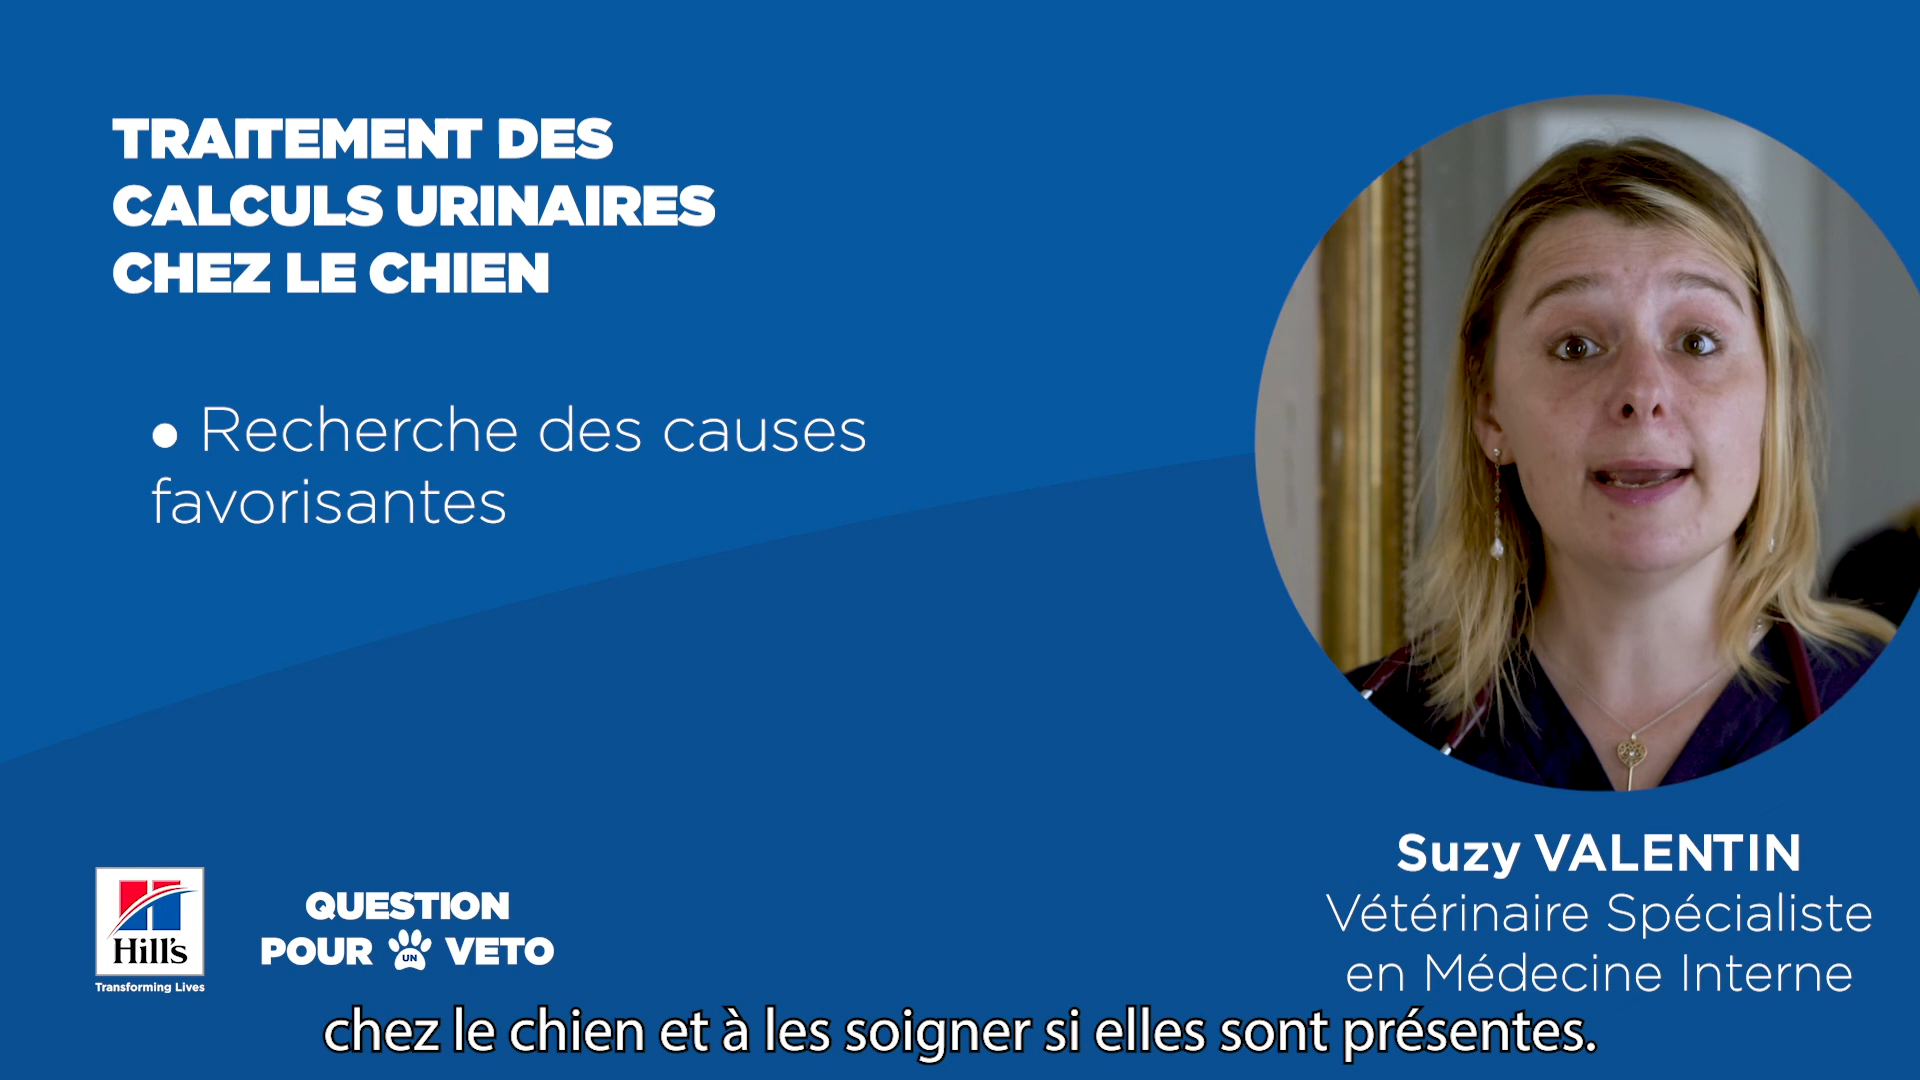 TRAITEMENT DES
CALCULS URINAIRES
CHEZ LE CHIEN
• Recherche des causes
favorisantes
Suzy VALENTIN
Vétérinaire Spécialiste
en Médecine Interne
Hill's
Transforming Lives
QUESTION
POUR UN VETO
chez le chien et à les soigner si elles sont présentes.